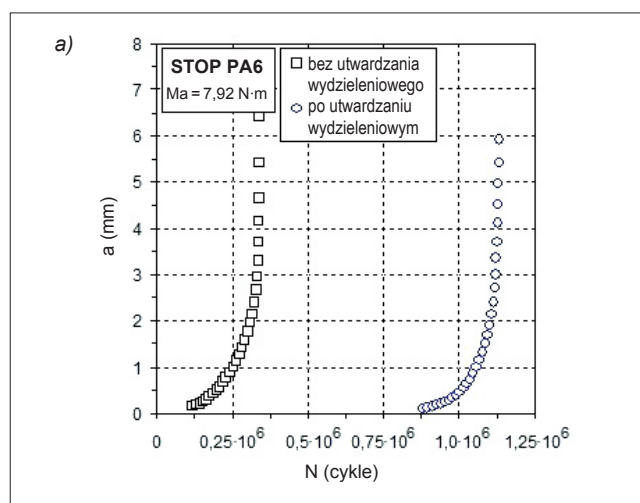 a)
STOP PA6
Ma = 7,92 N·m
bez utwardzania
wydzieleniowego
po utwardzaniu
wydzieleniowym
8
7
6
5
4
3
2
1
0
a (mm)
0
0,25·10⁶
0,5·10⁶
0,75·10⁶
1,0·10⁶
1,25·10⁶
N (cykle)